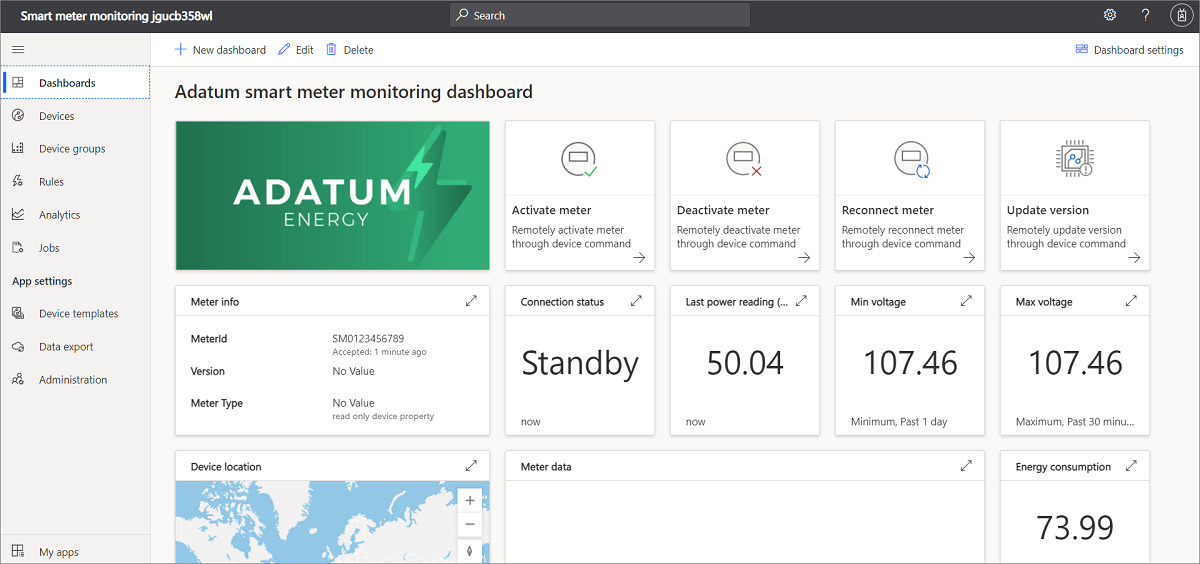 Smart meter monitoring jgucb358wl
Search
?
New dashboard
Edit
Delete
Dashboard settings
Dashboards
Devices
Device groups
Rules
Analytics
Jobs
App settings
Device templates
Data export
Administration
My apps
Adatum smart meter monitoring dashboard
ADATUM
ENERGY
Activate meter
Remotely activate meter
through device command
Deactivate meter
Remotely deactivate meter
through device command
Reconnect meter
Remotely reconnect meter
through device command
Update version
Remotely update version
through device command
Meter info
MeterId
SM0123456789
Accepted: 1 minute ago
Version
No Value
Meter Type
No Value
read only device property
Connection status
Standby
now
Last power reading (...
50.04
now
Min voltage
107.46
Minimum, Past 1 day
Max voltage
107.46
Maximum, Past 30 minu...
Device location
+
−
Meter data
Energy consumption
73.99